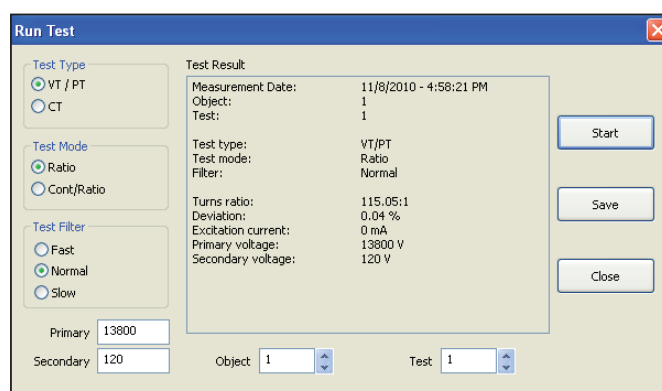 Run Test
Test Type
VT / PT
CT
Test Mode
Ratio
Cont/Ratio
Test Filter
Fast
Normal
Slow
Primary 13800
Secondary 120
Test Result
Measurement Date: 11/8/2010 - 4:58:21 PM
Object: 1
Test: 1
Test type: VT/PT
Test mode: Ratio
Filter: Normal
Turns ratio: 115.05:1
Deviation: 0.04 %
Excitation current: 0 mA
Primary voltage: 13800 V
Secondary voltage: 120 V
Object 1
Test 1
Start
Save
Close